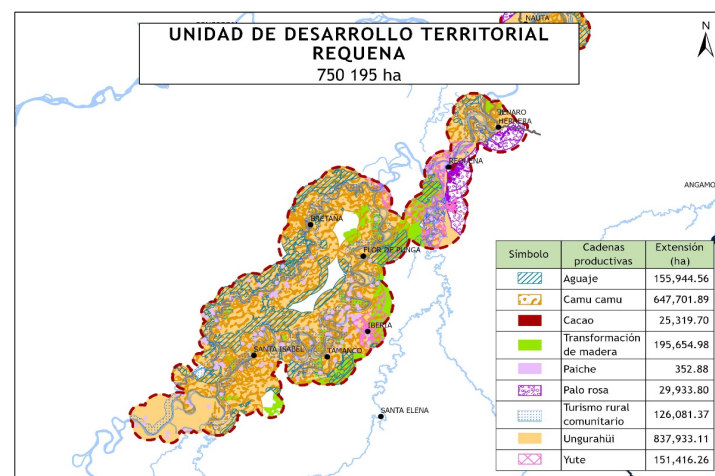 NAUTA
UNIDAD DE DESARROLLO TERRITORIAL
REQUENA
750 195 ha
N
JENARO
HERRERA
REQUENA
ANGAMO
BRETAÑA
FLOR DE PUNGA
IBERIA
SANTA ISABEL
TAMANCO
SANTA ELENA
Símbolo Cadenas productivas Extensión (ha)
Aguaje 155,944.56
Camu camu 647,701.89
Cacao 25,319.70
Transformación de madera 195,654.98
Paiche 352.88
Palo rosa 29,933.80
Turismo rural comunitario 126,081.37
Ungurahüi 837,933.11
Yute 151,416.26